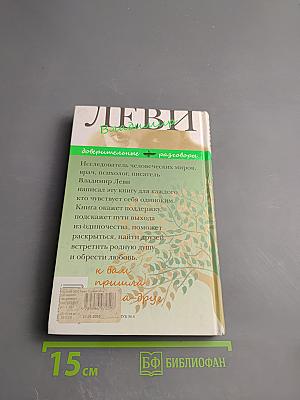 ЛЕВИ
Владимир
доверительные разговоры
Исследователь человеческих миров,
врач, психолог, писатель
Владимир Леви
написал эту книгу для каждого,
кто чувствует себя одиноким.
Книга окажет поддержку,
подскажет пути выхода
из одиночества, поможет
раскрыться, найти друзей,
встретить родную душу
и обрести любовь.
к вам
пришла
друг
15 см
БФ БИБЛИОФАН